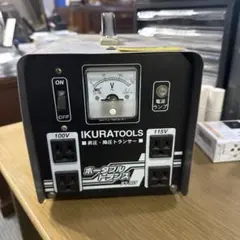 ON
OFF
V
電源
ランプ
IKURATOOLS
■ 昇圧・降圧トランサー ■
100V
115V
ポータブル
トランス